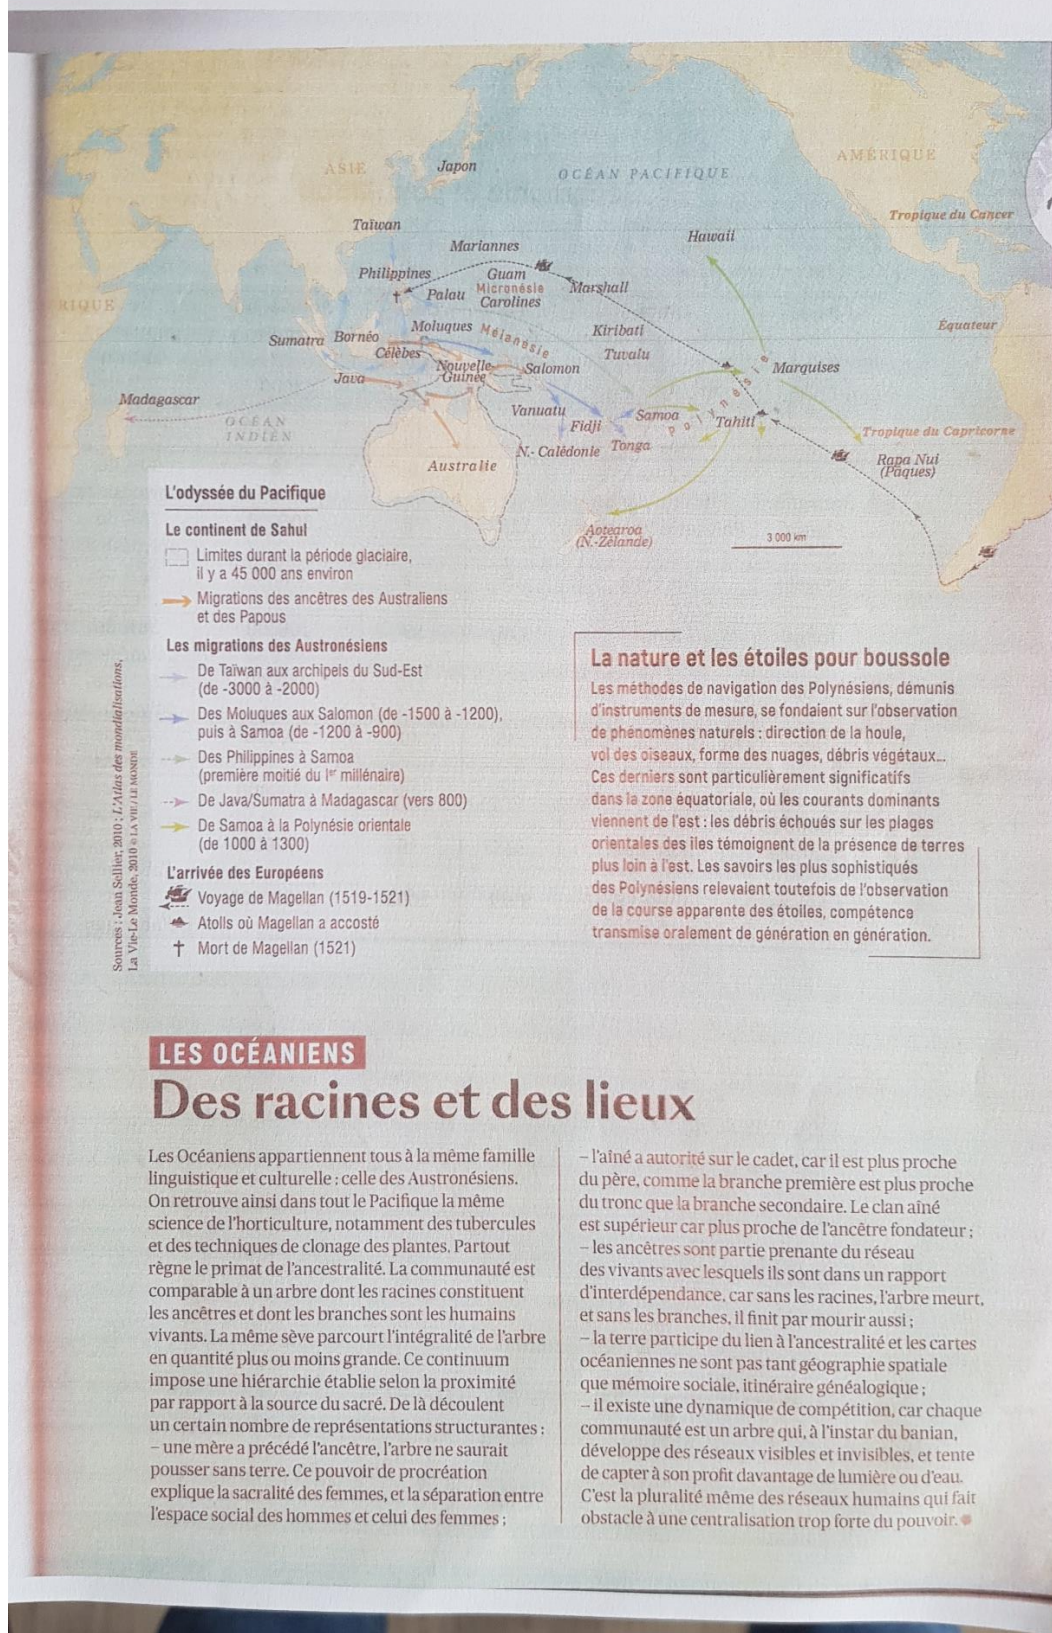 ASIE
Japon
OCÉAN PACIFIQUE
AMÉRIQUE
Tropique du Cancer
Taïwan
Hawaii
Mariannes
Philippines
Guam
Micronésie
Marshall
Palau
Carolines
RIQUE
Équateur
Moluques
Mélanésie
Kiribati
Sumatra
Bornéo
Célèbes
Tuvalu
Nouvelle-
Guinée
Salomon
Marquises
Java
Madagascar
OCÉAN
INDIEN
Vanuatu
Fidji
Samoa
Polynésie
Tahiti
Tropique du Capricorne
N.- Calédonie
Tonga
Rapa Nui
(Pâques)
Australie
Aotearoa
(N.-Zélande)
3 000 km
L'odyssée du Pacifique
Le continent de Sahul
Limites durant la période glaciaire,
il y a 45 000 ans environ
Migrations des ancêtres des Australiens
et des Papous
Les migrations des Austronésiens
De Taïwan aux archipels du Sud-Est
(de -3000 à -2000)
Des Moluques aux Salomon (de -1500 à -1200),
puis à Samoa (de -1200 à -900)
Des Philippines à Samoa
(première moitié du Ier millénaire)
De Java/Sumatra à Madagascar (vers 800)
De Samoa à la Polynésie orientale
(de 1000 à 1300)
L'arrivée des Européens
Voyage de Magellan (1519-1521)
Atolls où Magellan a accosté
Mort de Magellan (1521)
Sources : Jean Sellier, 2010 ; L'Atlas des mondialisations,
La Vie-Le Monde, 2010 © LA VIE / LE MONDE
La nature et les étoiles pour boussole
Les méthodes de navigation des Polynésiens, démunis
d'instruments de mesure, se fondaient sur l'observation
de phénomènes naturels : direction de la houle,
vol des oiseaux, forme des nuages, débris végétaux...
Ces derniers sont particulièrement significatifs
dans la zone équatoriale, où les courants dominants
viennent de l'est : les débris échoués sur les plages
orientales des îles témoignent de la présence de terres
plus loin à l'est. Les savoirs les plus sophistiqués
des Polynésiens relevaient toutefois de l'observation
de la course apparente des étoiles, compétence
transmise oralement de génération en génération.
LES OCÉANIENS
Des racines et des lieux
Les Océaniens appartiennent tous à la même famille
linguistique et culturelle : celle des Austronésiens.
On retrouve ainsi dans tout le Pacifique la même
science de l'horticulture, notamment des tubercules
et des techniques de clonage des plantes. Partout
règne le primat de l'ancestralité. La communauté est
comparable à un arbre dont les racines constituent
les ancêtres et dont les branches sont les humains
vivants. La même sève parcourt l'intégralité de l'arbre
en quantité plus ou moins grande. Ce continuum
impose une hiérarchie établie selon la proximité
par rapport à la source du sacré. De là découlent
un certain nombre de représentations structurantes :
– une mère a précédé l'ancêtre, l'arbre ne saurait
pousser sans terre. Ce pouvoir de procréation
explique la sacralité des femmes, et la séparation entre
l'espace social des hommes et celui des femmes ;
– l'aîné a autorité sur le cadet, car il est plus proche
du père, comme la branche première est plus proche
du tronc que la branche secondaire. Le clan aîné
est supérieur car plus proche de l'ancêtre fondateur ;
– les ancêtres sont partie prenante du réseau
des vivants avec lesquels ils sont dans un rapport
d'interdépendance, car sans les racines, l'arbre meurt,
et sans les branches, il finit par mourir aussi ;
– la terre participe du lien à l'ancestralité et les cartes
océaniennes ne sont pas tant géographie spatiale
que mémoire sociale, itinéraire généalogique ;
– il existe une dynamique de compétition, car chaque
communauté est un arbre qui, à l'instar du banian,
développe des réseaux visibles et invisibles, et tente
de capter à son profit davantage de lumière ou d'eau.
C'est la pluralité même des réseaux humains qui fait
obstacle à une centralisation trop forte du pouvoir.